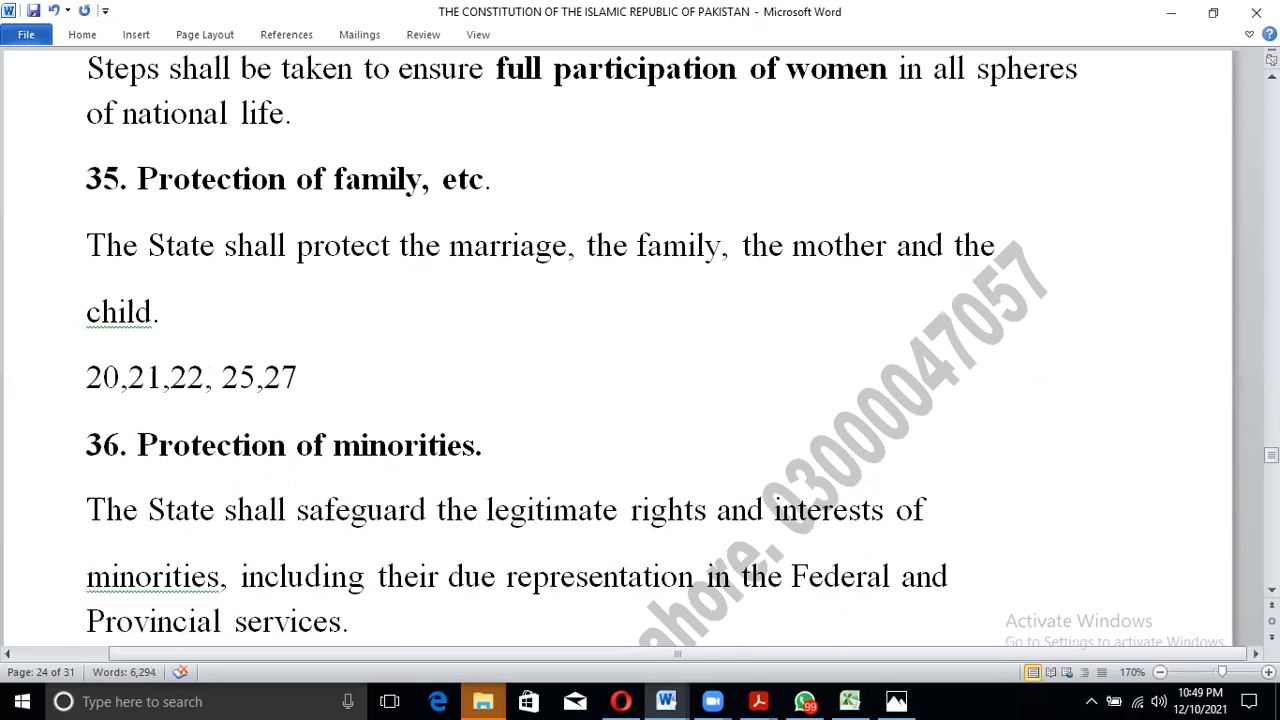 THE CONSTITUTION OF THE ISLAMIC REPUBLIC OF PAKISTAN - Microsoft Word
File Home Insert Page Layout References Mailings Review View
Steps shall be taken to ensure full participation of women in all spheres
of national life.
35. Protection of family, etc.
The State shall protect the marriage, the family, the mother and the
child.
20,21,22, 25,27
36. Protection of minorities.
The State shall safeguard the legitimate rights and interests of
minorities, including their due representation in the Federal and
Provincial services.
ahore. 03000047057
Activate Windows
Go to Settings to activate Windows.
Page: 24 of 31 Words: 6,294 170%
Type here to search
99
10:49 PM
12/10/2021